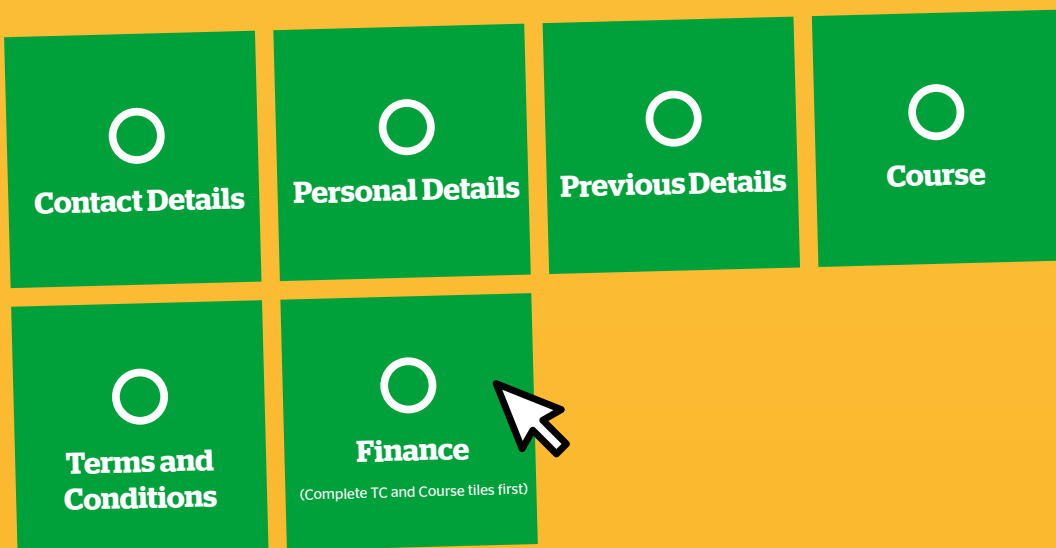 Contact Details
Personal Details
Previous Details
Course
Terms and
Conditions
Finance
(Complete TC and Course tiles first)